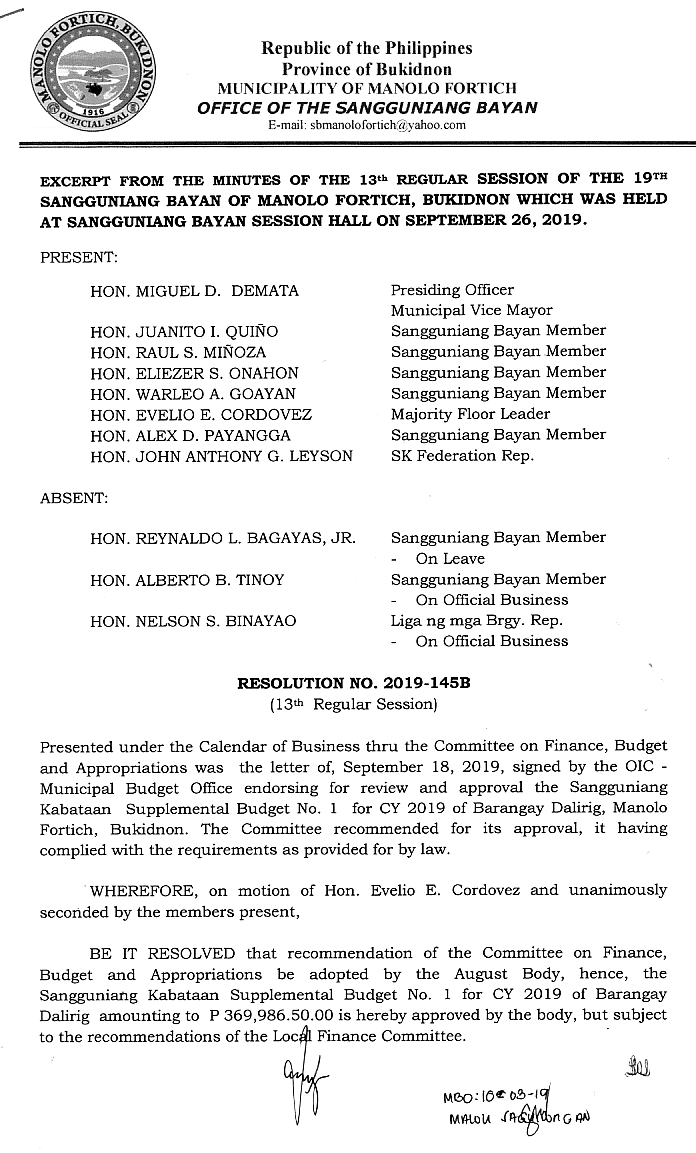 MANOLO FORTICH, BUKIDNON
1916
OFFICIAL SEAL
Republic of the Philippines
Province of Bukidnon
MUNICIPALITY OF MANOLO FORTICH
OFFICE OF THE SANGGUNIANG BAYAN
E-mail: sbmanolofortich@yahoo.com
EXCERPT FROM THE MINUTES OF THE 13th REGULAR SESSION OF THE 19TH
SANGGUNIANG BAYAN OF MANOLO FORTICH, BUKIDNON WHICH WAS HELD
AT SANGGUNIANG BAYAN SESSION HALL ON SEPTEMBER 26, 2019.
PRESENT:
HON. MIGUEL D. DEMATA Presiding Officer
Municipal Vice Mayor
HON. JUANITO I. QUIÑO Sangguniang Bayan Member
HON. RAUL S. MIÑOZA Sangguniang Bayan Member
HON. ELIEZER S. ONAHON Sangguniang Bayan Member
HON. WARLEO A. GOAYAN Sangguniang Bayan Member
HON. EVELIO E. CORDOVEZ Majority Floor Leader
HON. ALEX D. PAYANGGA Sangguniang Bayan Member
HON. JOHN ANTHONY G. LEYSON SK Federation Rep.
ABSENT:
HON. REYNALDO L. BAGAYAS, JR. Sangguniang Bayan Member
- On Leave
HON. ALBERTO B. TINOY Sangguniang Bayan Member
- On Official Business
HON. NELSON S. BINAYAO Liga ng mga Brgy. Rep.
- On Official Business
RESOLUTION NO. 2019-145B
(13th Regular Session)
Presented under the Calendar of Business thru the Committee on Finance, Budget
and Appropriations was the letter of, September 18, 2019, signed by the OIC -
Municipal Budget Office endorsing for review and approval the Sangguniang
Kabataan Supplemental Budget No. 1 for CY 2019 of Barangay Dalirig, Manolo
Fortich, Bukidnon. The Committee recommended for its approval, it having
complied with the requirements as provided for by law.
WHEREFORE, on motion of Hon. Evelio E. Cordovez and unanimously
seconded by the members present,
BE IT RESOLVED that recommendation of the Committee on Finance,
Budget and Appropriations be adopted by the August Body, hence, the
Sangguniang Kabataan Supplemental Budget No. 1 for CY 2019 of Barangay
Dalirig amounting to P 369,986.50.00 is hereby approved by the body, but subject
to the recommendations of the Local Finance Committee.
MBO:
MALOU